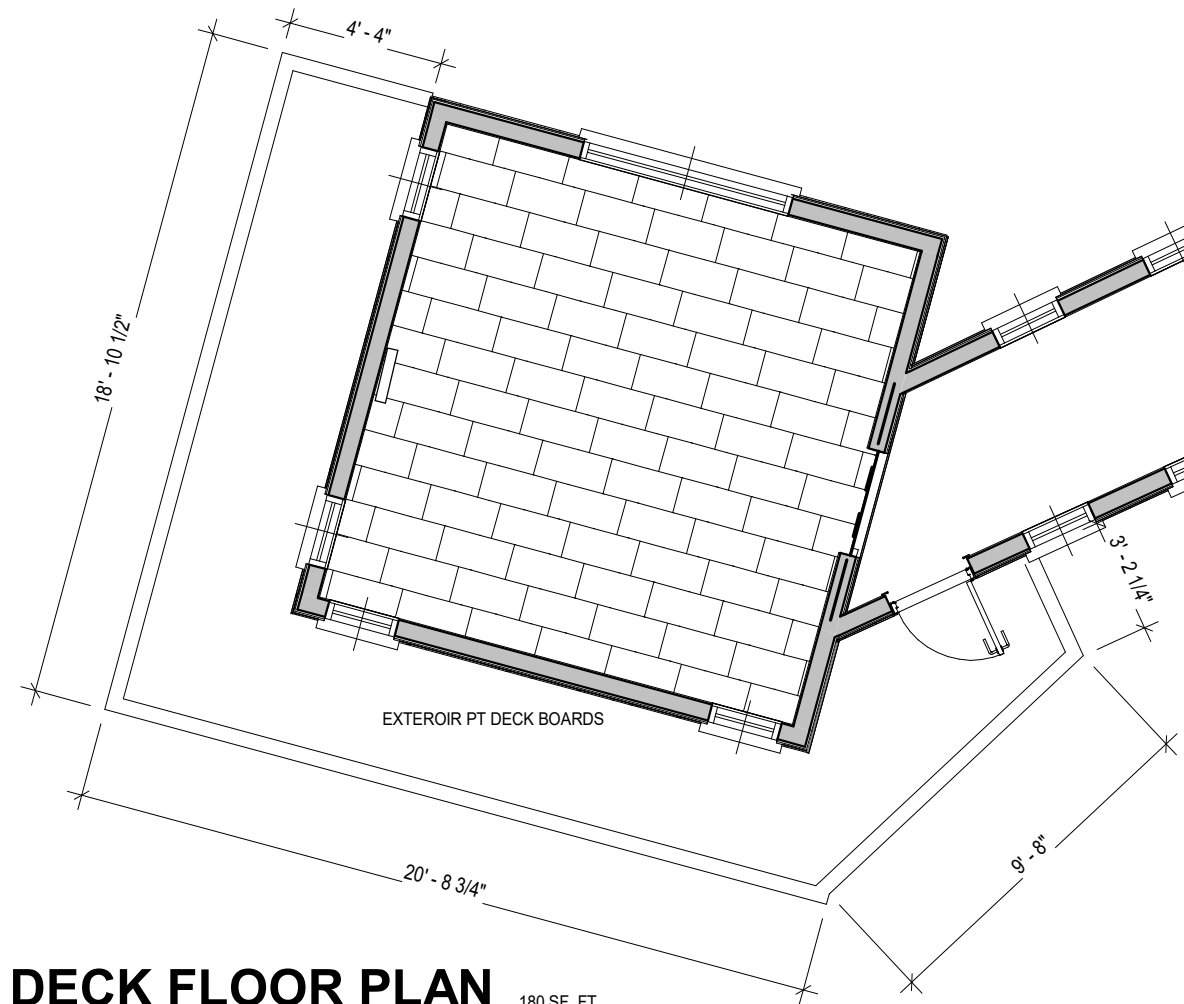 4' - 4"
18' - 10 1/2"
3' - 2 1/4"
EXTEROIR PT DECK BOARDS
9' - 8"
20' - 8 3/4"
DECK FLOOR PLAN
180 SF. FT